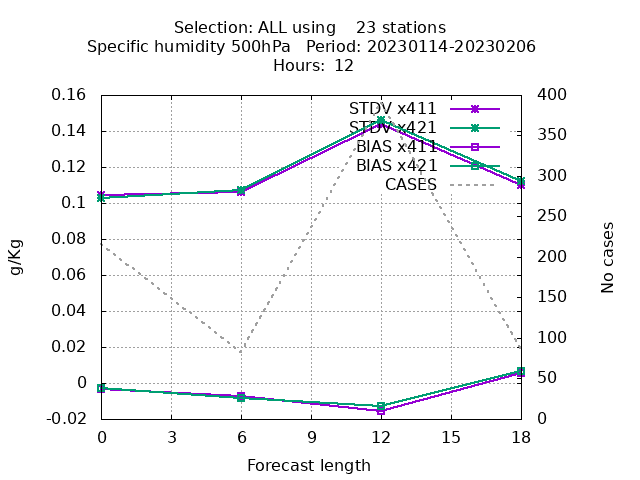 Selection: ALL using    23 stations
Specific humidity 500hPa   Period: 20230114-20230206
Hours: 12
0.16
0.14
0.12
0.1
0.08
0.06
0.04
0.02
0
-0.02
g/Kg
400
350
300
250
200
150
100
50
0
No cases
STDV x411
STDV x421
BIAS x411
BIAS x421
CASES
0 3 6 9 12 15 18
Forecast length